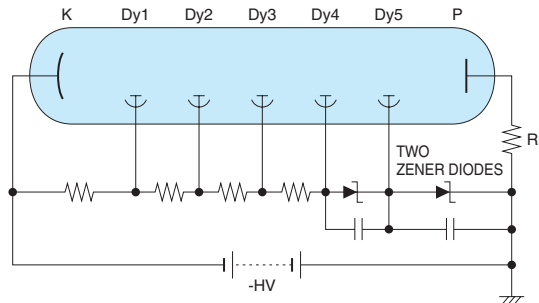 K Dy1 Dy2 Dy3 Dy4 Dy5 P
R
TWO
ZENER DIODES
-HV